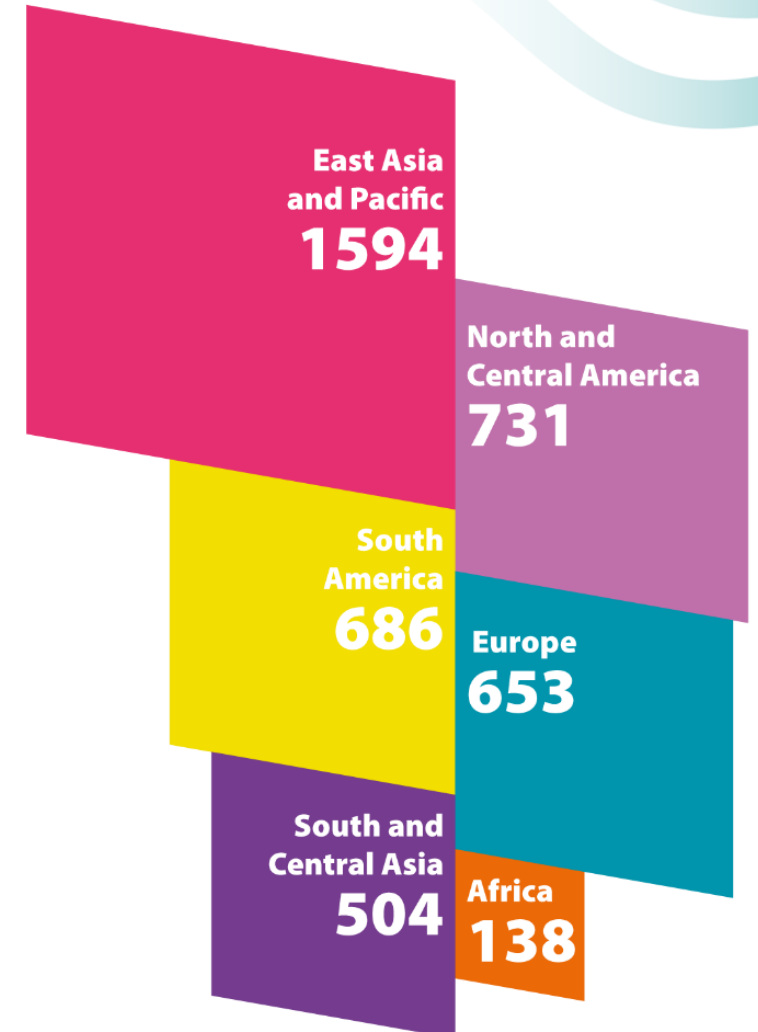 East Asia
and Pacific
1594
North and
Central America
731
South
America
686
Europe
653
South and
Central Asia
504
Africa
138